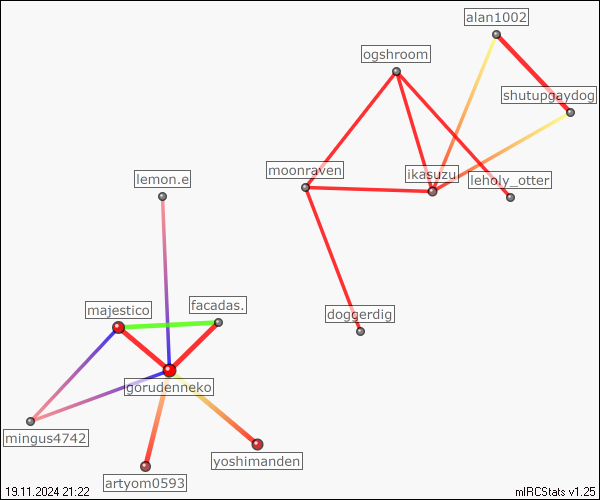 alan1002
ogshroom
shutupgaydog
moonraven
ikasuzu
leholy_otter
lemon.e
majestico
facadas.
doggerdig
gorudenneko
mingus4742
yoshimanden
artyom0593
19.11.2024 21:22
mIRCStats v1.25